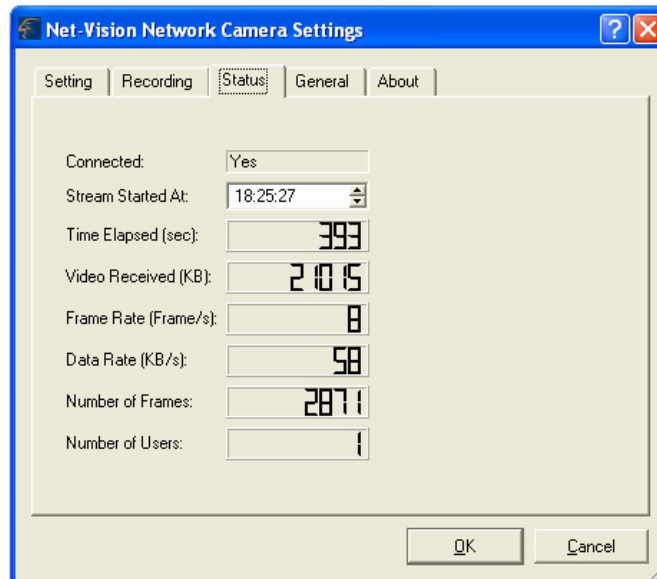 Net-Vision Network Camera Settings
Setting Recording Status General About
Connected: Yes
Stream Started At: 18:25:27
Time Elapsed (sec): 393
Video Received (KB): 21015
Frame Rate (Frame/s): 8
Data Rate (KB/s): 58
Number of Frames: 2871
Number of Users: 1
OK Cancel